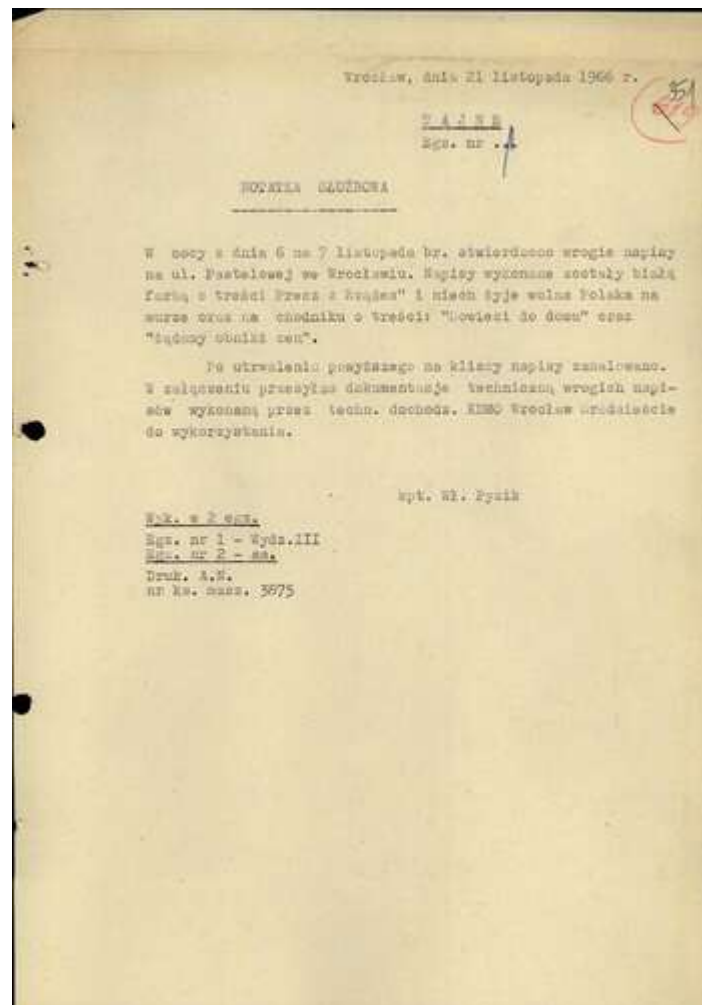 Wrocław, dnia 21 listopada 1966 r.
351
T A J N E
Egz. nr ..1
NOTATKA SŁUŻBOWA
W nocy z dnia 6 na 7 listopada br. stwierdzono wrogie napisy
na ul. Pastelowej we Wrocławiu. Napisy wykonane zostały białą
farbą o treści Precz z Rządem" i niech żyje wolna Polska na
murze oraz na chodniku o treści: "Sowieci do domu" oraz
"żądamy obniżki cen".
Po utrwaleniu powyższego na kliszy napisy zamalowano.
W załączeniu przesyłam dokumentację techniczną wrogich napi-
sów wykonaną przez techn. dochodz. KDMO Wrocław Śródmieście
do wykorzystania.
kpt. Wł. Pyzik
Wyk. w 2 egz.
Egz. nr 1 - Wydz.III
Egz. nr 2 - aa.
Druk. A.N.
nr ks. masz. 3675